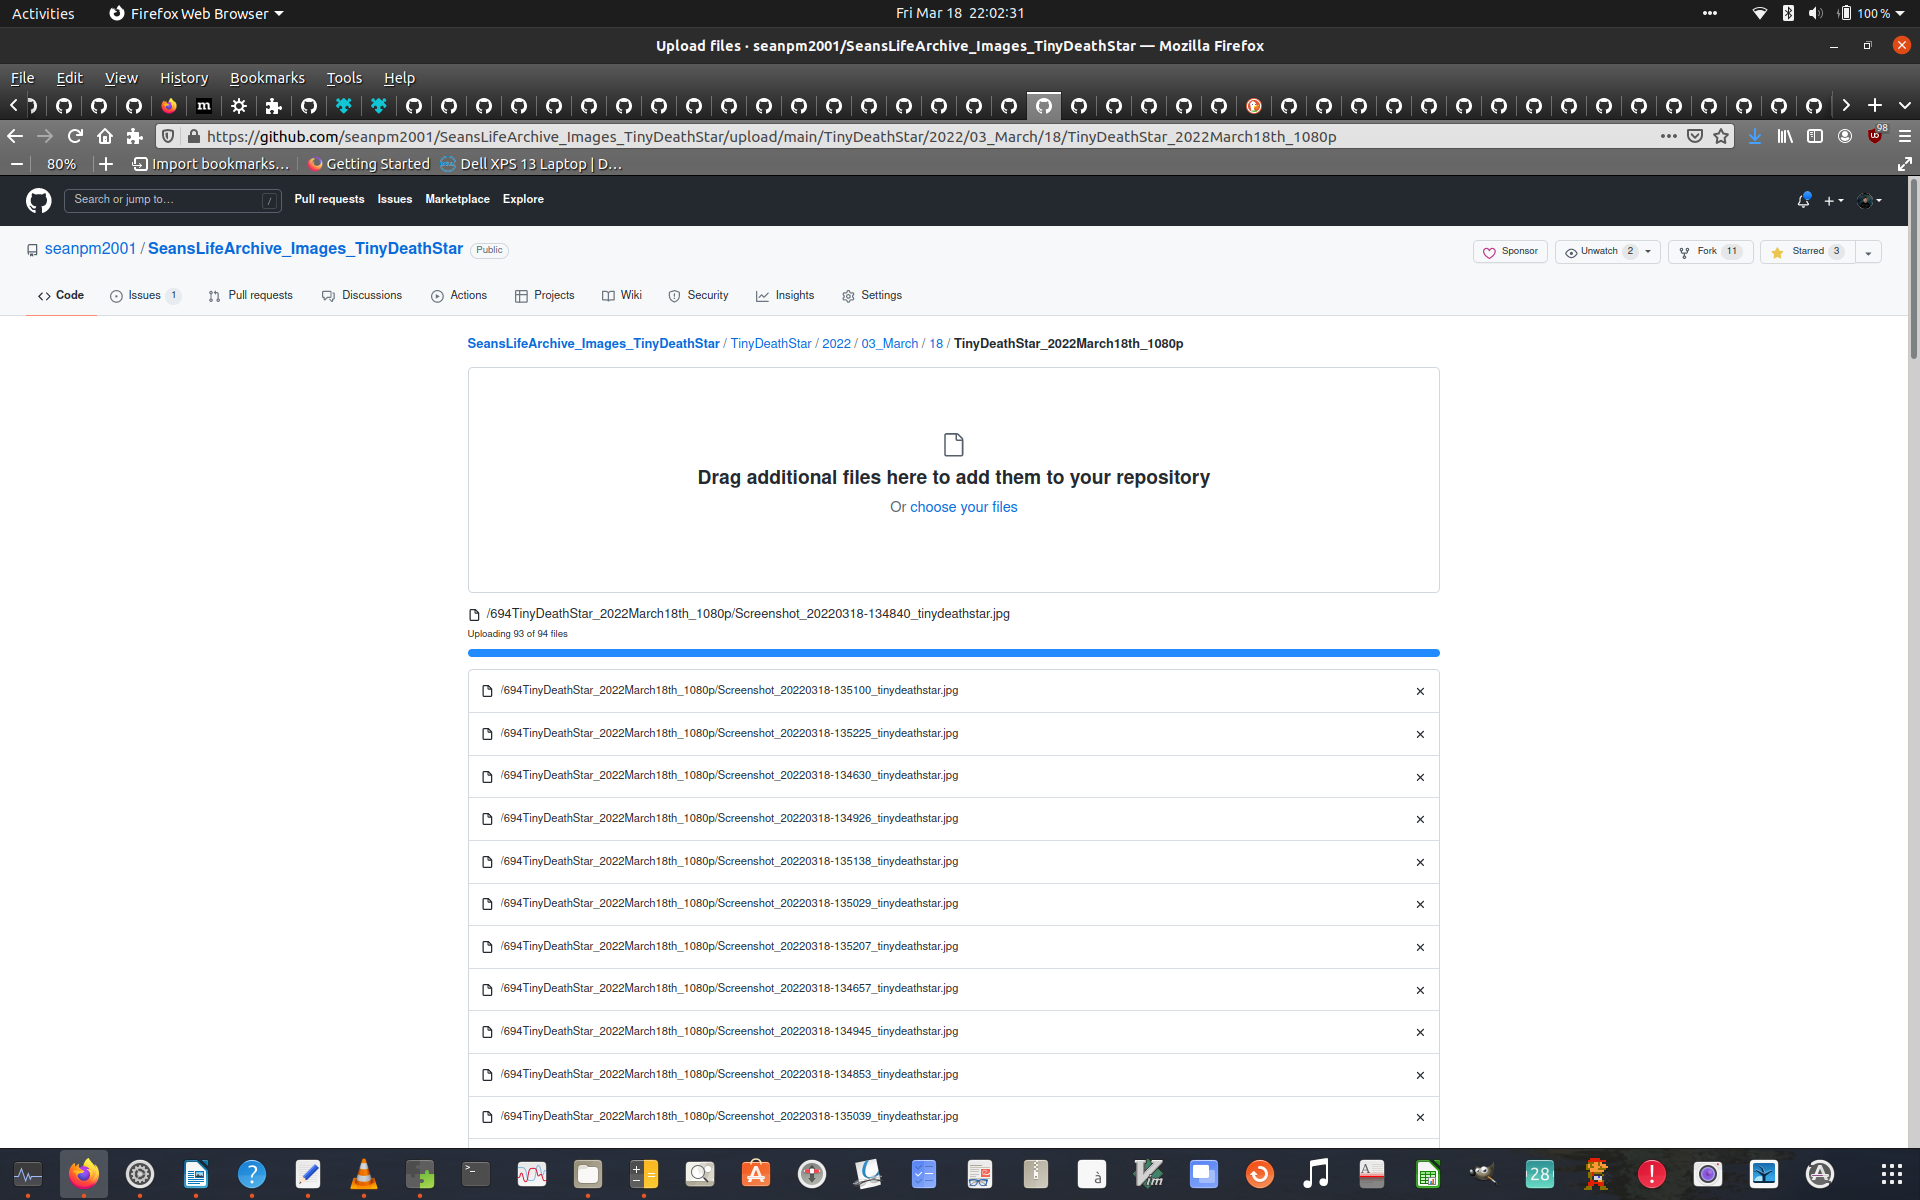 Activities Firefox Web Browser Fri Mar 18 22:02:31 100 %
Upload files · seanpm2001/SeansLifeArchive_Images_TinyDeathStar — Mozilla Firefox
File Edit View History Bookmarks Tools Help
https://github.com/seanpm2001/SeansLifeArchive_Images_TinyDeathStar/upload/main/TinyDeathStar/2022/03_March/18/TinyDeathStar_2022March18th_1080p 98
80% Import bookmarks… Getting Started Dell XPS 13 Laptop | D…
Search or jump to… / Pull requests Issues Marketplace Explore
seanpm2001 / SeansLifeArchive_Images_TinyDeathStar Public Sponsor Unwatch 2 Fork 11 Starred 3
Code Issues 1 Pull requests Discussions Actions Projects Wiki Security Insights Settings
SeansLifeArchive_Images_TinyDeathStar / TinyDeathStar / 2022 / 03_March / 18 / TinyDeathStar_2022March18th_1080p
Drag additional files here to add them to your repository
Or choose your files
/694TinyDeathStar_2022March18th_1080p/Screenshot_20220318-134840_tinydeathstar.jpg
Uploading 93 of 94 files
/694TinyDeathStar_2022March18th_1080p/Screenshot_20220318-135100_tinydeathstar.jpg
/694TinyDeathStar_2022March18th_1080p/Screenshot_20220318-135225_tinydeathstar.jpg
/694TinyDeathStar_2022March18th_1080p/Screenshot_20220318-134630_tinydeathstar.jpg
/694TinyDeathStar_2022March18th_1080p/Screenshot_20220318-134926_tinydeathstar.jpg
/694TinyDeathStar_2022March18th_1080p/Screenshot_20220318-135138_tinydeathstar.jpg
/694TinyDeathStar_2022March18th_1080p/Screenshot_20220318-135029_tinydeathstar.jpg
/694TinyDeathStar_2022March18th_1080p/Screenshot_20220318-135207_tinydeathstar.jpg
/694TinyDeathStar_2022March18th_1080p/Screenshot_20220318-134657_tinydeathstar.jpg
/694TinyDeathStar_2022March18th_1080p/Screenshot_20220318-134945_tinydeathstar.jpg
/694TinyDeathStar_2022March18th_1080p/Screenshot_20220318-134853_tinydeathstar.jpg
/694TinyDeathStar_2022March18th_1080p/Screenshot_20220318-135039_tinydeathstar.jpg
28